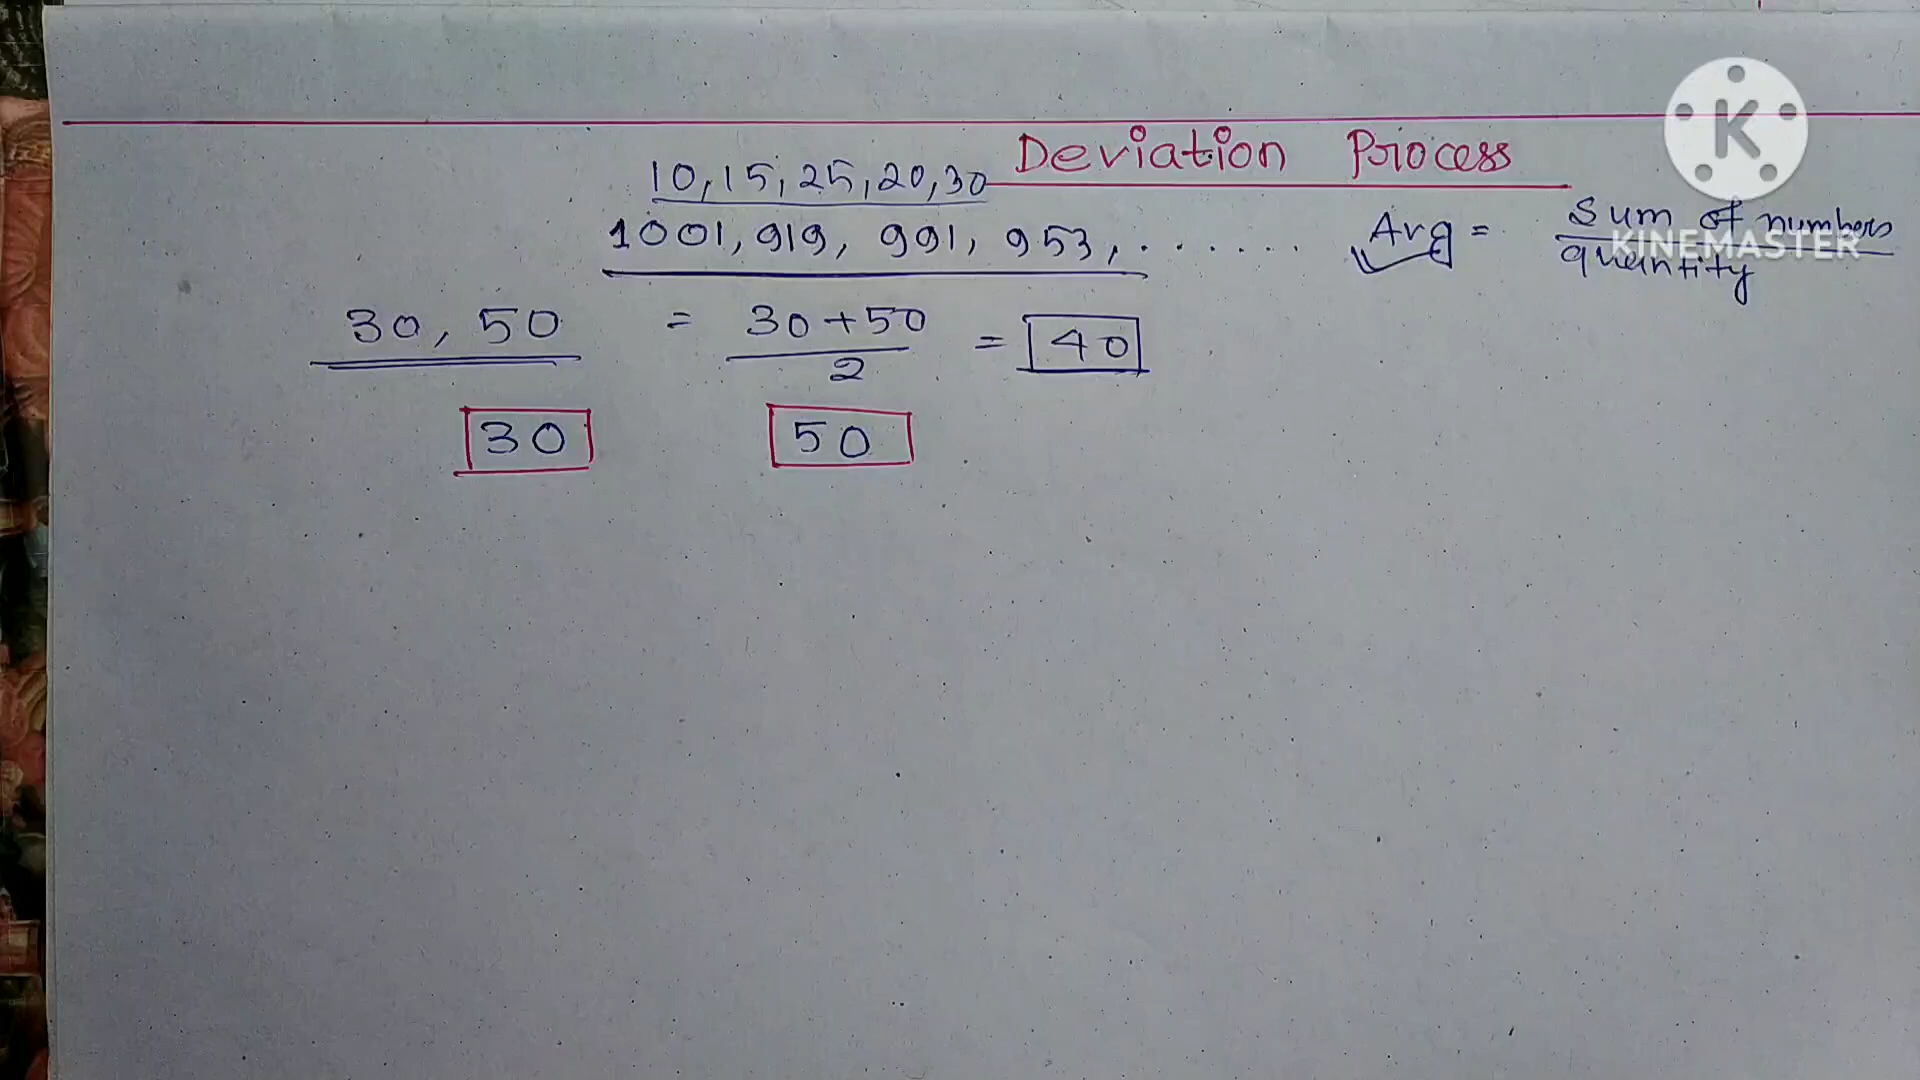 Deviation Process
10,15,25,20,30
1001, 919, 991, 953, .......
Avg = Sum of numbers
quantity
KINEMASTER
K
30, 50 = 30+50 = 40
2
30 50